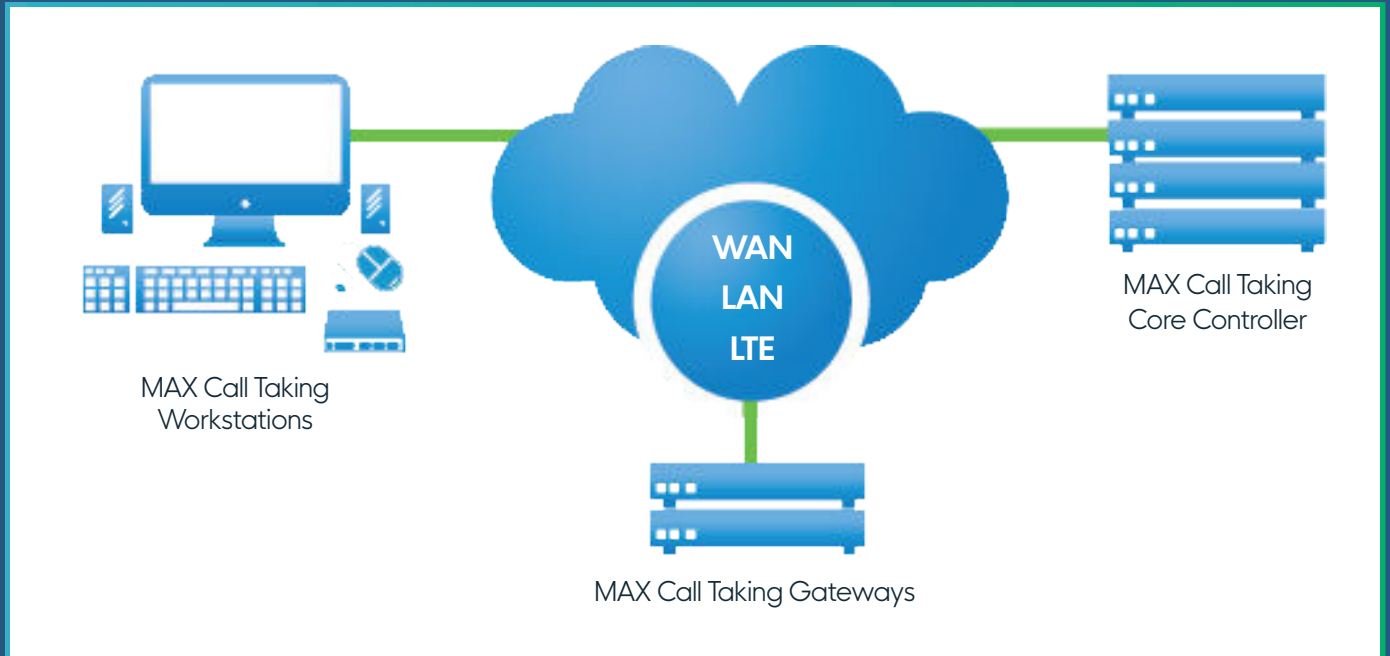 WAN
LAN
LTE
MAX Call Taking
Core Controller
MAX Call Taking
Workstations
MAX Call Taking Gateways